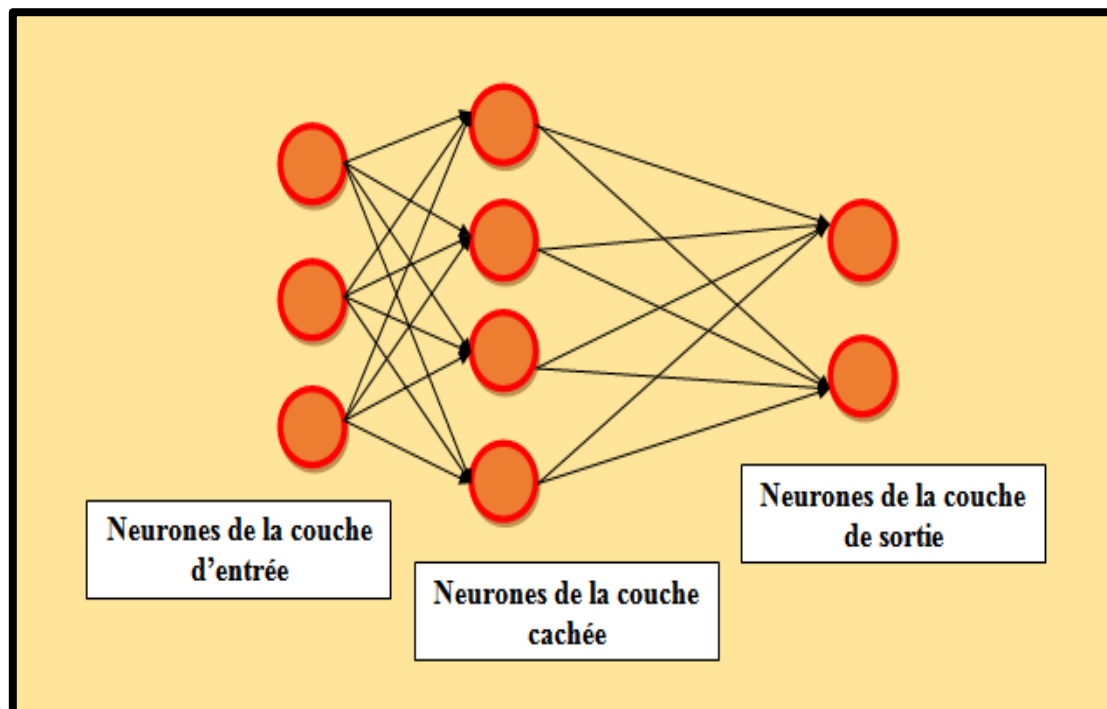 Neurones de la couche
d’entrée
Neurones de la couche
cachée
Neurones de la couche
de sortie